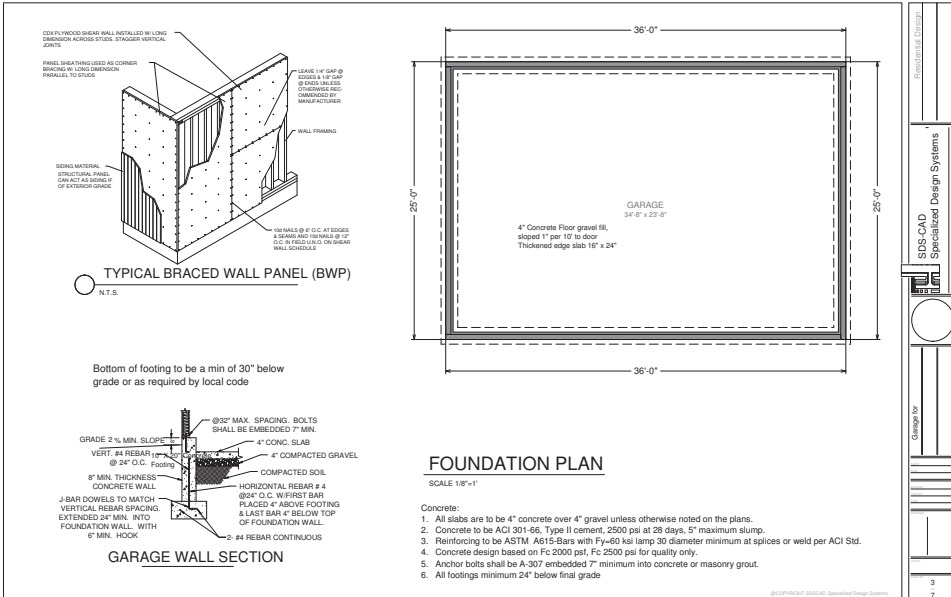 CDX PLYWOOD SHEAR WALL INSTALLED W/ LONG
DIMENSION ACROSS STUDS. STAGGER VERTICAL
JOINTS
PANEL SHEATHING USED AS CORNER
BRACING W/ LONG DIMENSION
PARALLEL TO STUDS
LEAVE 1/4" GAP @
EDGES & 1/8" GAP
@ ENDS UNLESS
OTHERWISE REC-
OMMENDED BY
MANUFACTURER
WALL FRAMING
SIDING MATERIAL
STRUCTURAL PANEL
CAN ACT AS SIDING IF
OF EXTERIOR GRADE
10d NAILS @ 6" O.C. AT EDGES
& SEAMS AND 10d NAILS @ 12"
O.C. IN FIELD U.N.O. ON SHEAR
WALL SCHEDULE
TYPICAL BRACED WALL PANEL (BWP)
N.T.S.
36'-0"
25'-0"
25'-0"
GARAGE
34'-8" x 23'-8"
4" Concrete Floor gravel fill,
sloped 1" per 10' to door
Thickened edge slab 16" x 24"
36'-0"
Bottom of footing to be a min of 30" below
grade or as required by local code
@32" MAX. SPACING. BOLTS
SHALL BE EMBEDDED 7" MIN.
GRADE 2 % MIN. SLOPE
8"
4" CONC. SLAB
VERT. #4 REBAR
@ 24" O.C.
10" X 20" Concrete
Footing
4" COMPACTED GRAVEL
COMPACTED SOIL
8" MIN. THICKNESS
CONCRETE WALL
HORIZONTAL REBAR # 4
@24" O.C. W/FIRST BAR
PLACED 4" ABOVE FOOTING
& LAST BAR 4" BELOW TOP
OF FOUNDATION WALL.
J-BAR DOWELS TO MATCH
VERTICAL REBAR SPACING.
EXTENDED 24" MIN. INTO
FOUNDATION WALL. WITH
6" MIN. HOOK
2- #4 REBAR CONTINUOUS
GARAGE WALL SECTION
FOUNDATION PLAN
SCALE 1/8"=1'
Concrete:
1. All slabs are to be 4" concrete over 4" gravel unless otherwise noted on the plans.
2. Concrete to be ACI 301-66, Type II cement, 2500 psi at 28 days, 5" maximum slump.
3. Reinforcing to be ASTM A615-Bars with Fy=60 ksi lamp 30 diameter minimum at splices or weld per ACI Std.
4. Concrete design based on Fc 2000 psf, Fc 2500 psi for quality only.
5. Anchor bolts shall be A-307 embedded 7" minimum into concrete or masonry grout.
6. All footings minimum 24" below final grade
@COPYRIGHT SDSCAD Specialized Design Systems
Residential Design
SDS-CAD
Specialized Design Systems
Garage for
3
7